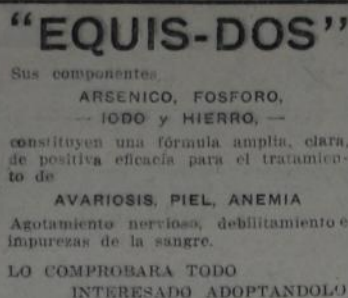 "EQUIS-DOS"
Sus componentes
ARSENICO, FOSFORO,
— IODO y HIERRO, —
constituyen una fórmula amplia, clara,
de positiva eficacia para el tratamien-
to de
AVARIOSIS, PIEL, ANEMIA
Agotamiento nervioso, debilitamiento e
impurezas de la sangre.
LO COMPROBARA TODO
INTERESADO ADOPTANDOLO